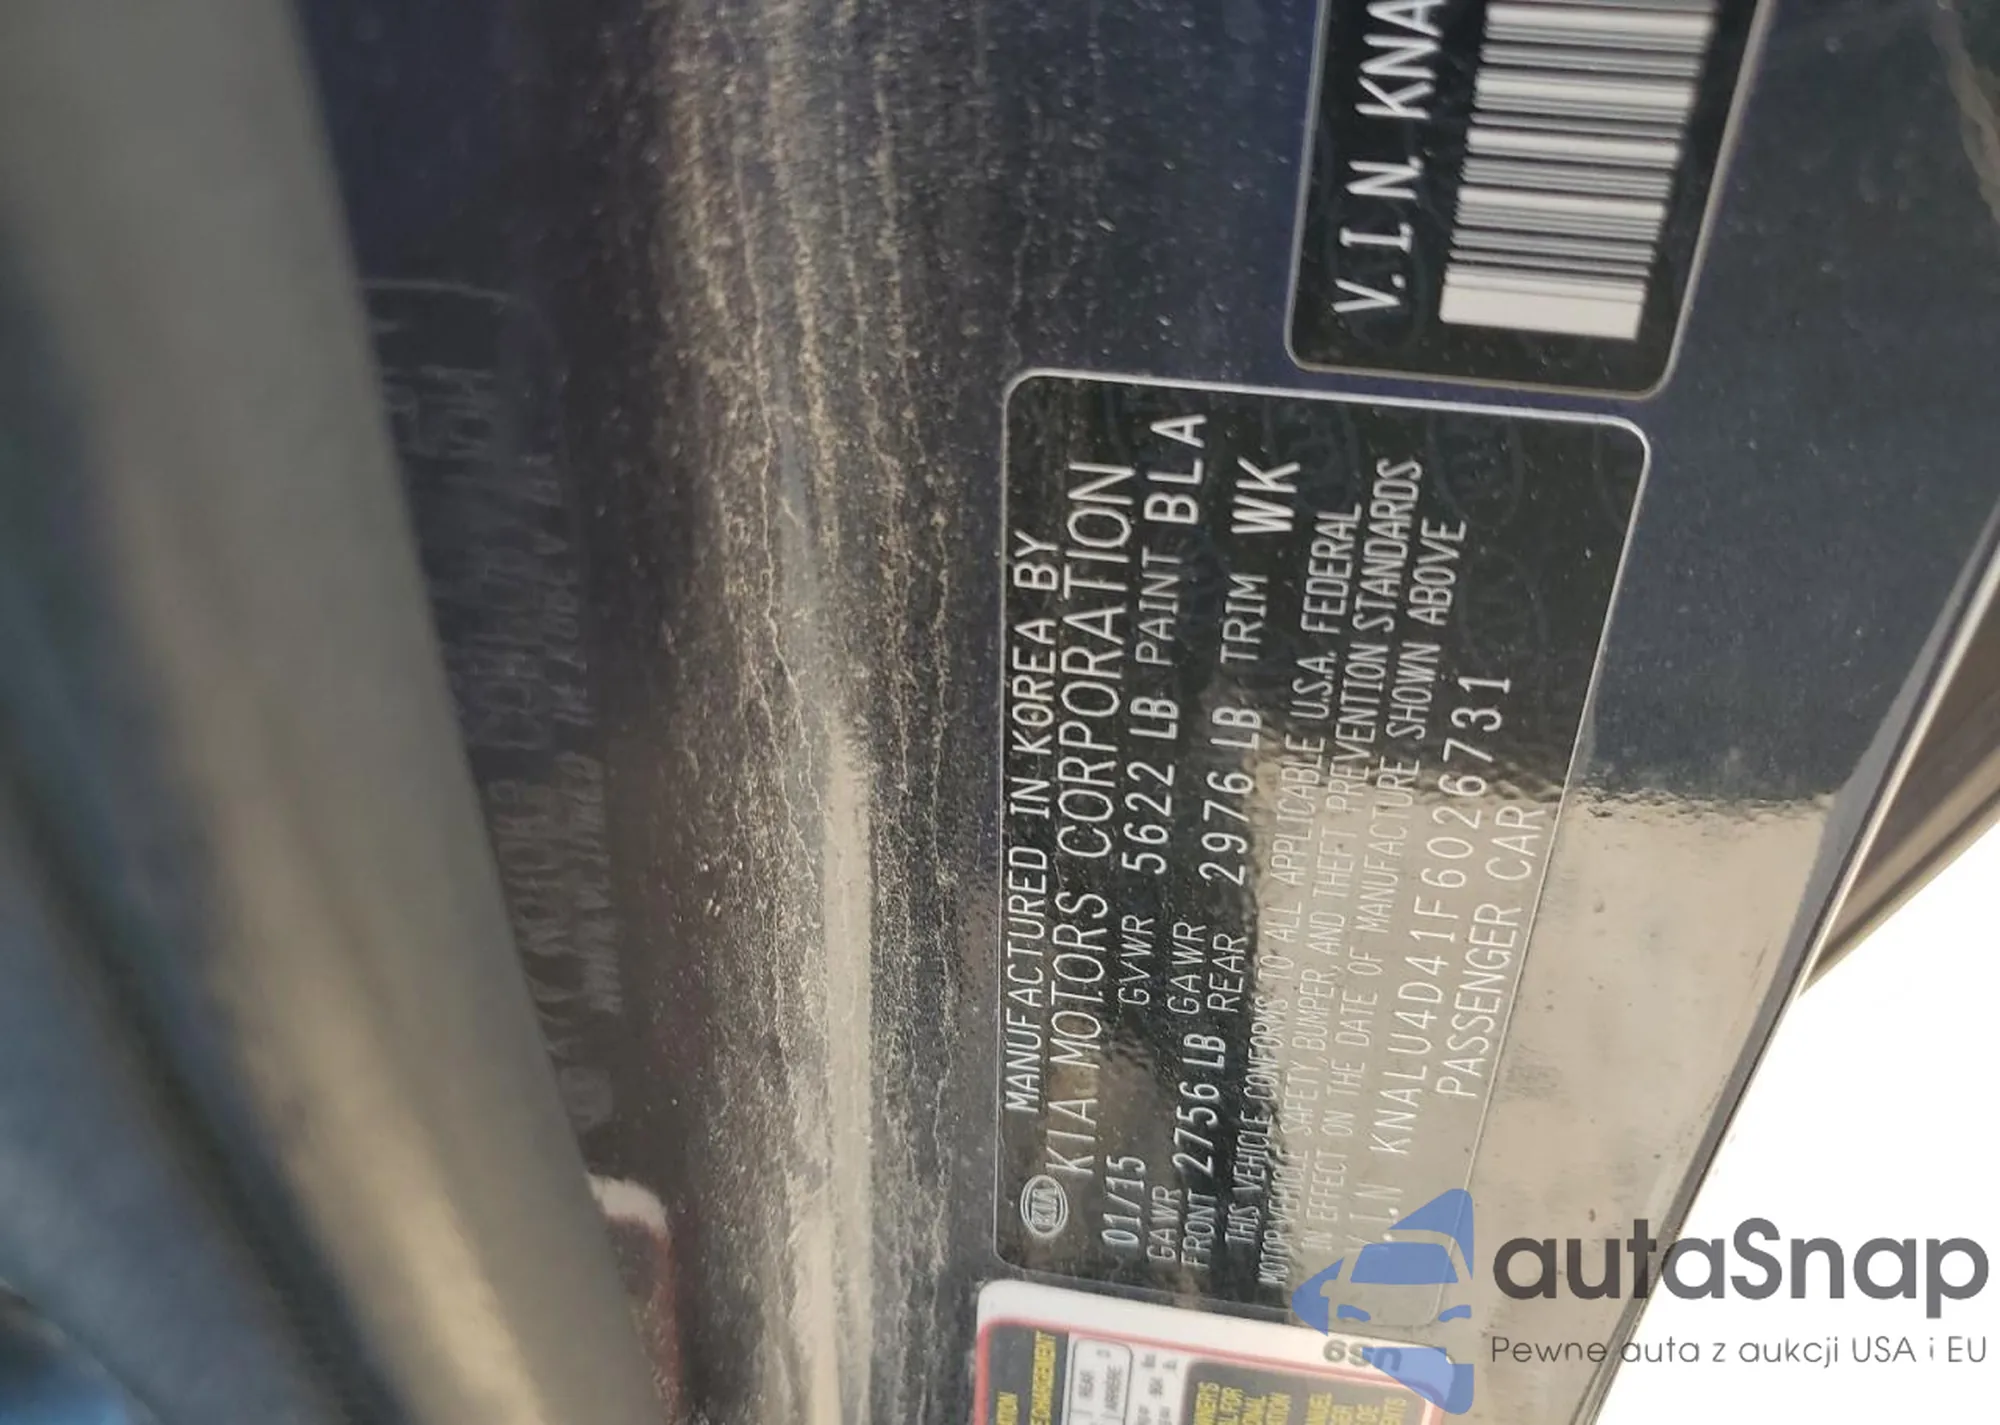 V.I.N. KNA
MANUFACTURED IN KOREA BY
KIA MOTORS CORPORATION
01/15 GVWR 5622 LB PAINT BLA
GAWR FRONT 2756 LB GAWR REAR 2976 LB TRIM WK
THIS VEHICLE CONFORMS TO ALL APPLICABLE U.S.A. FEDERAL
MOTOR VEHICLE SAFETY, BUMPER, AND THEFT PREVENTION STANDARDS
IN EFFECT ON THE DATE OF MANUFACTURE SHOWN ABOVE
V.I.N KNALU4D41F6026731
PASSENGER CAR
KIA
REAR
ARRIERE
autaSnap
Pewne auta z aukcji USA i EU